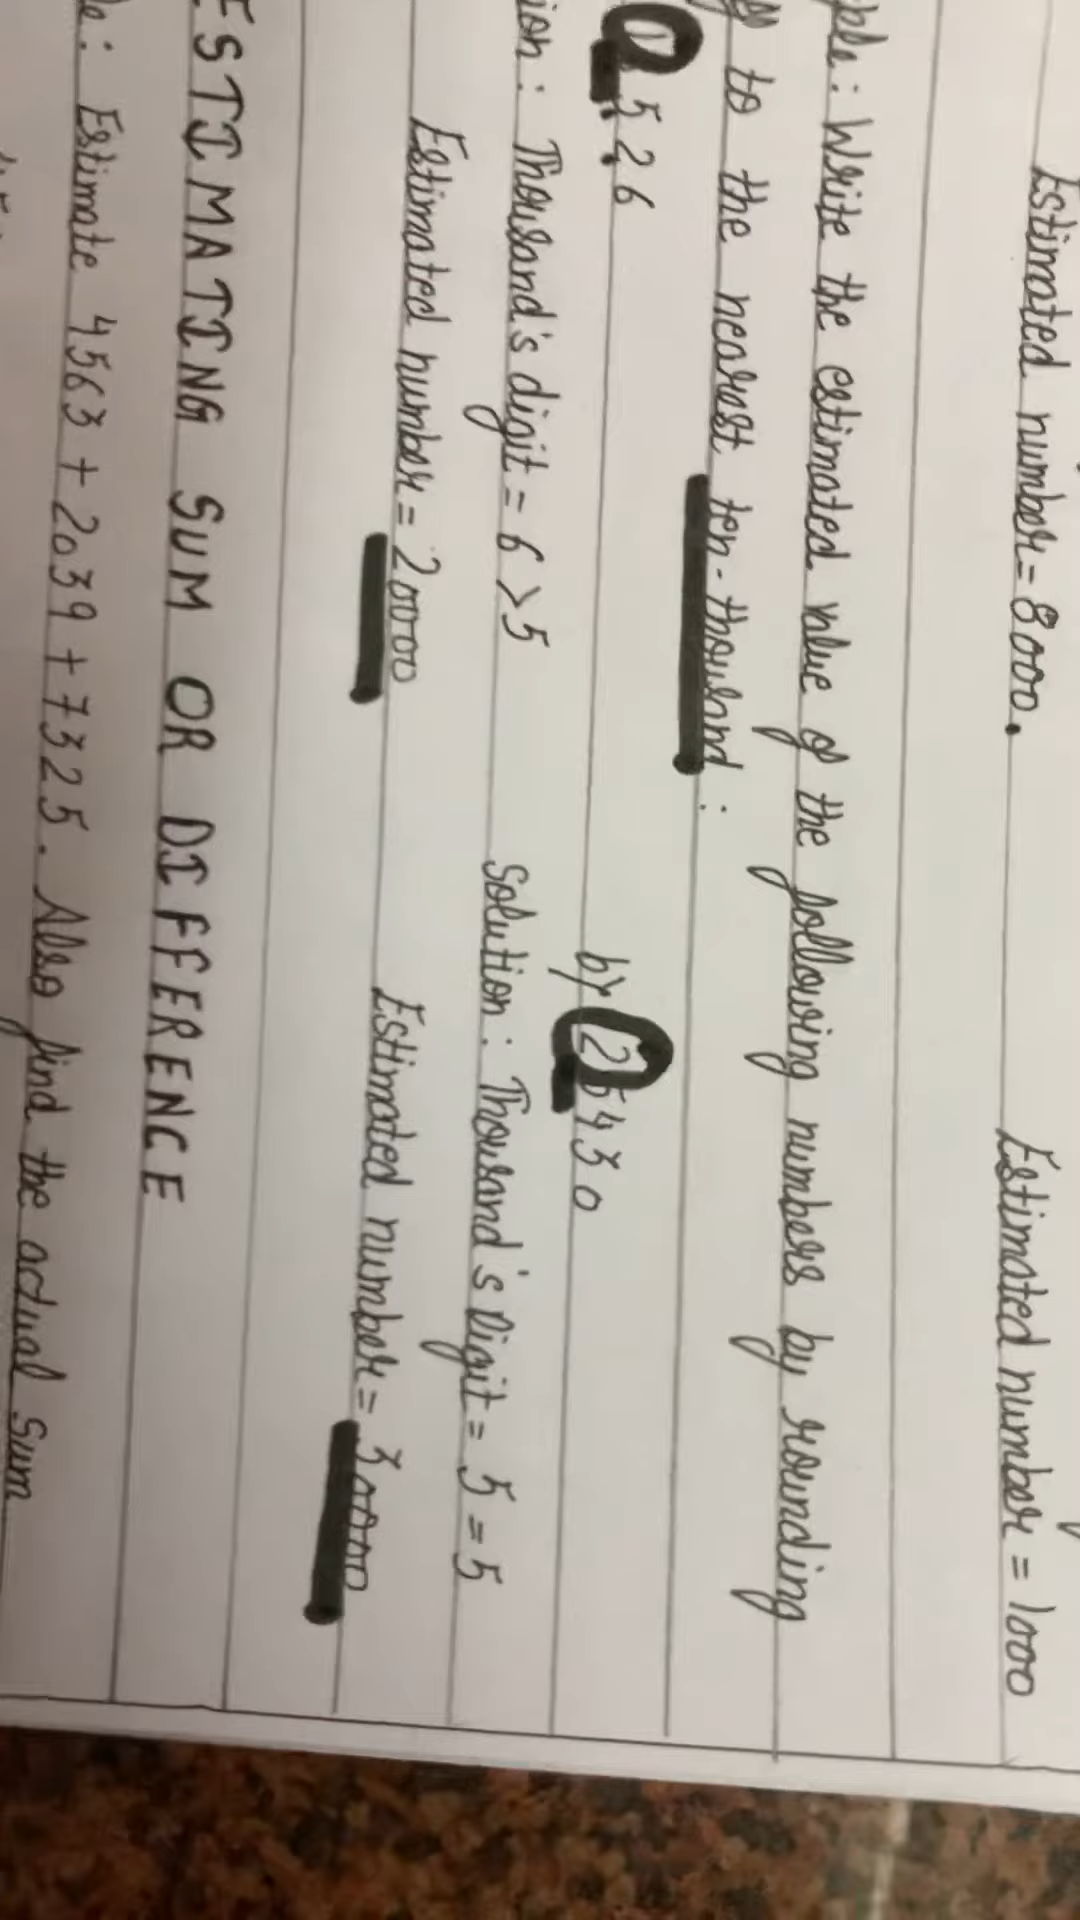 Estimated number = 8000. Estimated number = 1000
Write the estimated value of the following numbers by rounding
to the nearest ten-thousand :
526 b) 25430
Thousand's digit = 6 > 5 Solution : Thousand's Digit = 5 = 5
Estimated number = 20000 Estimated number = 30000
ESTIMATING SUM OR DIFFERENCE
Estimate 4563 + 2039 + 7325. Also find the actual sum